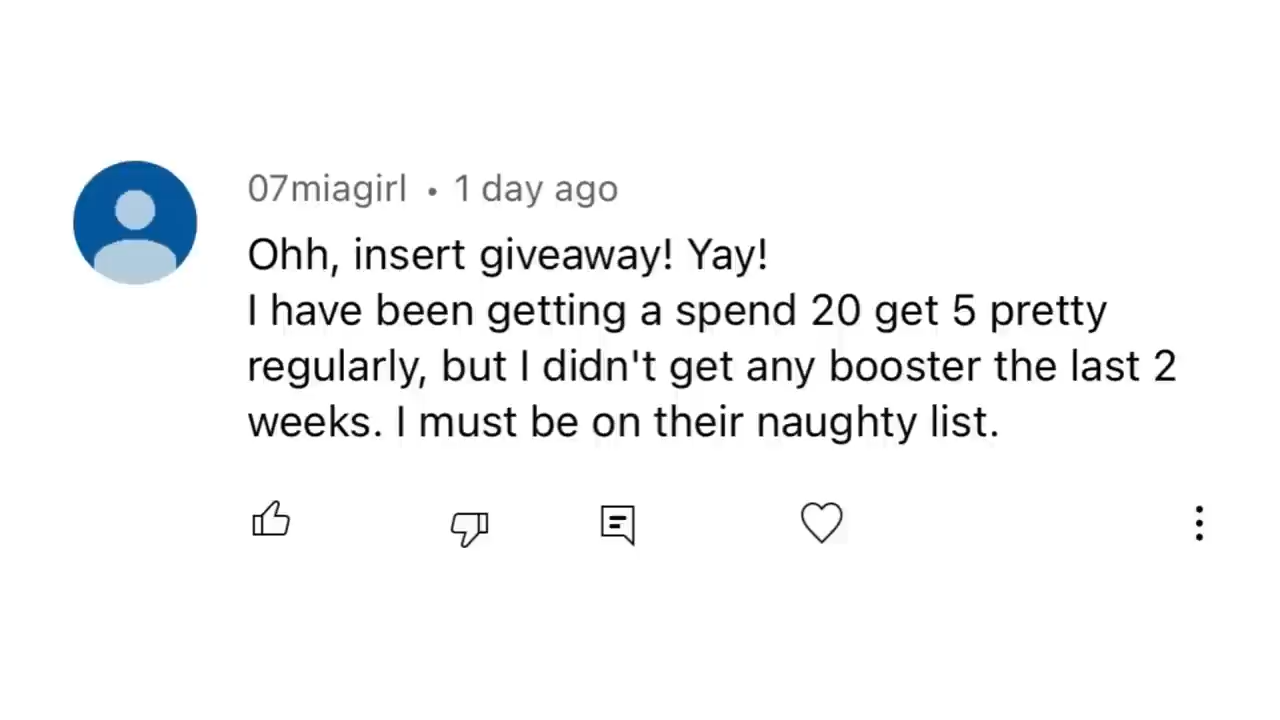 07miagirl • 1 day ago
Ohh, insert giveaway! Yay!
I have been getting a spend 20 get 5 pretty
regularly, but I didn't get any booster the last 2
weeks. I must be on their naughty list.